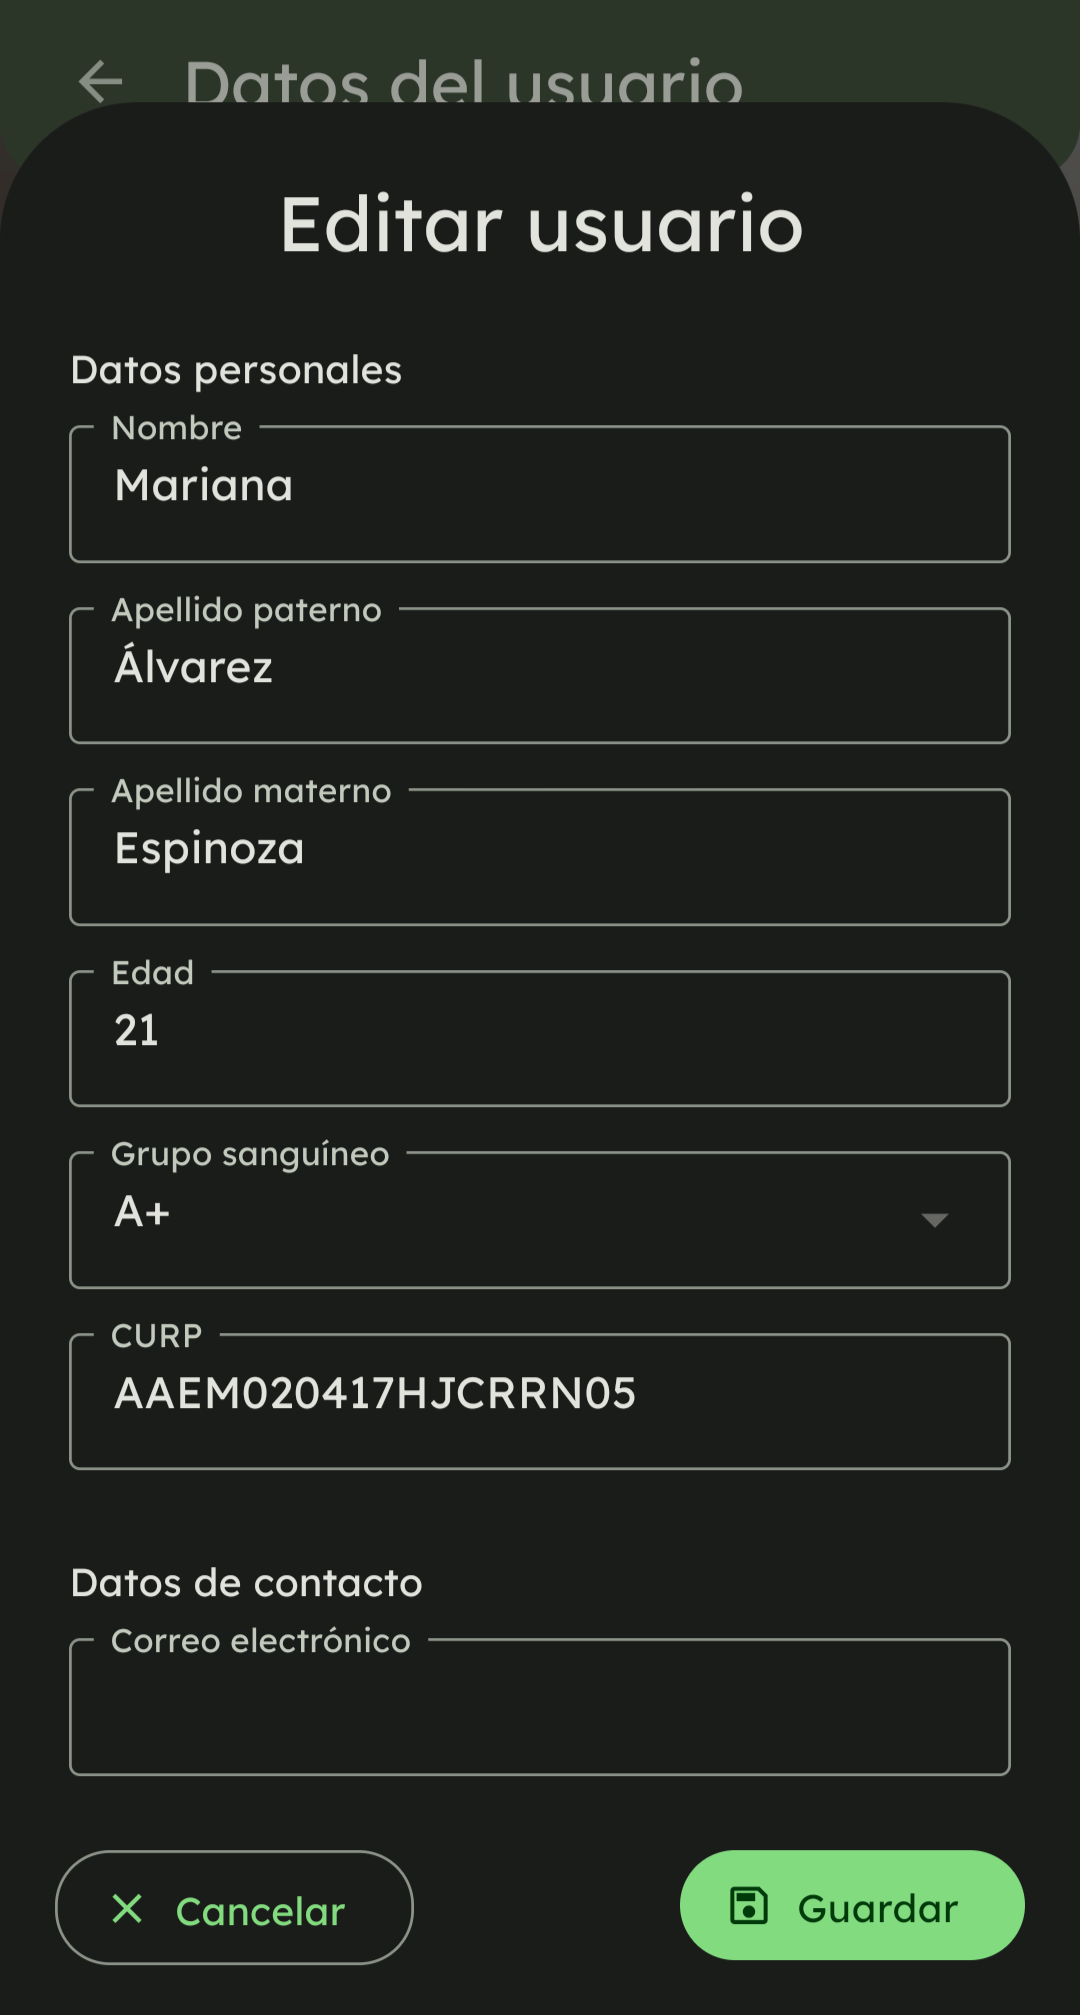 Datos del usuario
Editar usuario
Datos personales
Nombre
Mariana
Apellido paterno
Álvarez
Apellido materno
Espinoza
Edad
21
Grupo sanguíneo
A+
CURP
AAEM020417HJCRRN05
Datos de contacto
Correo electrónico
Cancelar
Guardar